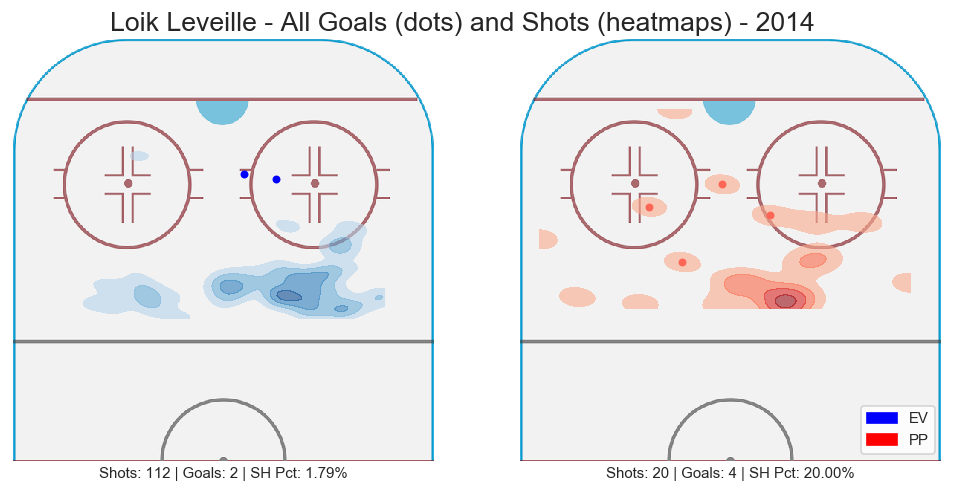 Loik Leveille - All Goals (dots) and Shots (heatmaps) - 2014
EV
PP
Shots: 112 | Goals: 2 | SH Pct: 1.79%
Shots: 20 | Goals: 4 | SH Pct: 20.00%